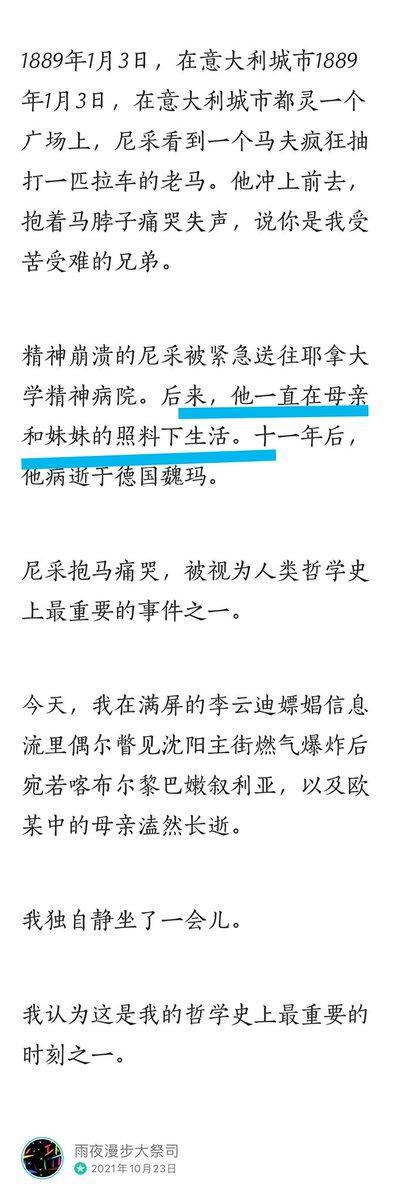 1889年1月3日，在意大利城市1889
年1月3日，在意大利城市都灵一个
广场上，尼采看到一个马夫疯狂抽
打一匹拉车的老马。他冲上前去，
抱着马脖子痛哭失声，说你是我受
苦受难的兄弟。
精神崩溃的尼采被紧急送往耶拿大
学精神病院。后来，他一直在母亲
和妹妹的照料下生活。十一年后，
他病逝于德国魏玛。
尼采抱马痛哭，被视为人类哲学史
上最重要的事件之一。
今天，我在满屏的李云迪嫖娼信息
流里偶尔瞥见沈阳主街燃气爆炸后
宛若喀布尔黎巴嫩叙利亚，以及欧
某中的母亲溘然长逝。
我独自静坐了一会儿。
我认为这是我的哲学史上最重要的
时刻之一。
雨夜漫步大祭司
2021年10月23日